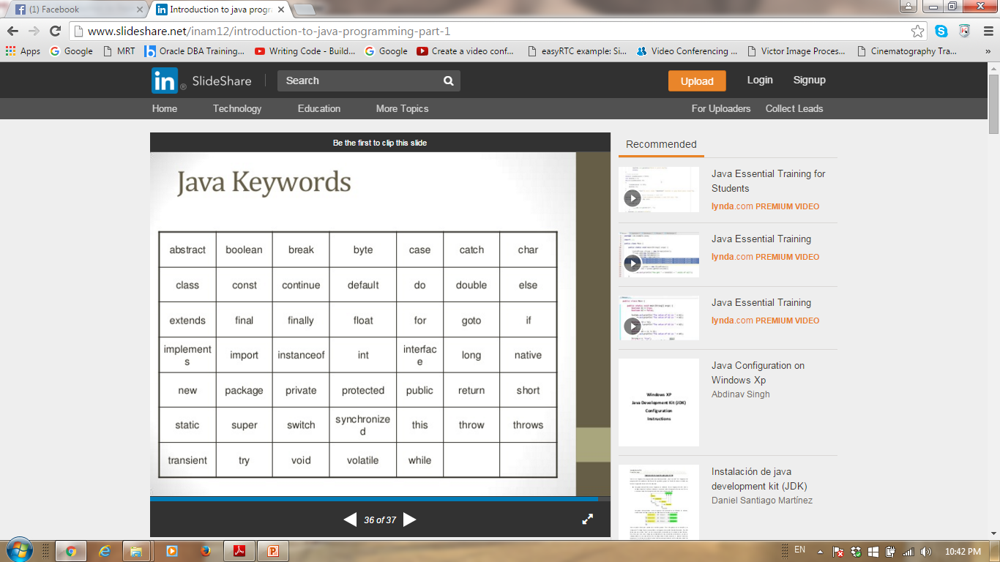 (1) Facebook
Introduction to java progra
www.slideshare.net/inam12/introduction-to-java-programming-part-1
Apps Google MRT Oracle DBA Training... Writing Code - Build... Google Create a video conf... easyRTC example: Si... Video Conferencing ... Victor Image Proces... Cinematography Tra... »
in® SlideShare Search Upload Login Signup
Home Technology Education More Topics For Uploaders Collect Leads
Be the first to clip this slide
Java Keywords
abstract boolean break byte case catch char
class const continue default do double else
extends final finally float for goto if
implement
s import instanceof int interfac
e long native
new package private protected public return short
static super switch synchronize
d this throw throws
transient try void volatile while
36 of 37
Recommended
Java Essential Training for
Students
lynda.com PREMIUM VIDEO
Java Essential Training
lynda.com PREMIUM VIDEO
Java Essential Training
lynda.com PREMIUM VIDEO
Windows XP
Java Development Kit (JDK)
Configuration
Instructions
Java Configuration on
Windows Xp
Abdinav Singh
Instalación de java
development kit (JDK)
Daniel Santiago Martínez
EN 10:42 PM